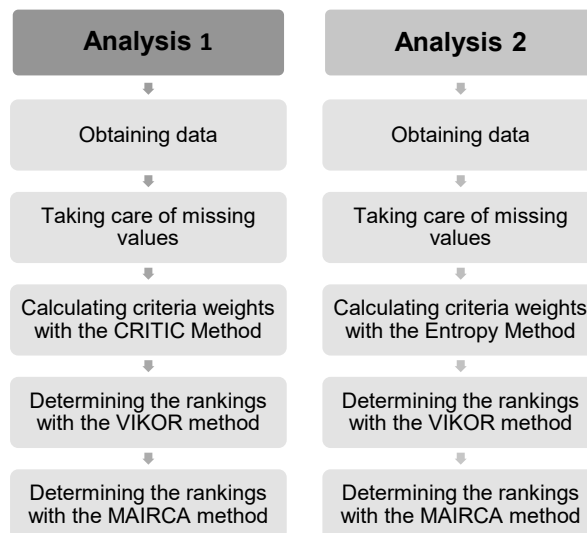 Analysis 1
Obtaining data
Taking care of missing
values
Calculating criteria weights
with the CRITIC Method
Determining the rankings
with the VIKOR method
Determining the rankings
with the MAIRCA method
Analysis 2
Obtaining data
Taking care of missing
values
Calculating criteria weights
with the Entropy Method
Determining the rankings
with the VIKOR method
Determining the rankings
with the MAIRCA method